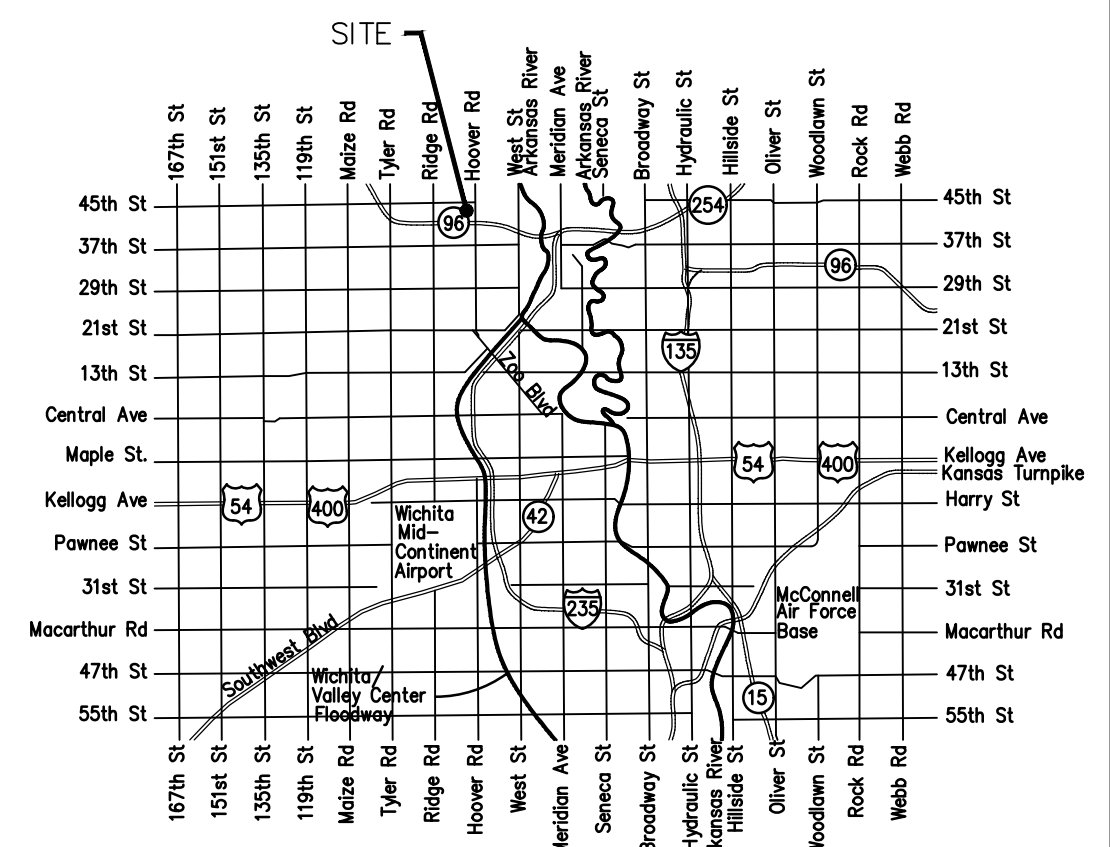 SITE
167th St
151st St
135th St
119th St
Maize Rd
Tyler Rd
Ridge Rd
Hoover Rd
West St
Arkansas River
Meridian Ave
Arkansas River
Seneca St
Broadway St
Hydraulic St
Hillside St
Oliver St
Woodlawn St
Rock Rd
Webb Rd
45th St
254
45th St
96
37th St
37th St
96
29th St
29th St
21st St
21st St
135
13th St
Zoo Blvd
13th St
Central Ave
Central Ave
Maple St.
54
400
Kellogg Ave
Kansas Turnpike
Kellogg Ave
54
400
Harry St
Wichita
Mid-
Continent
Airport
42
Pawnee St
Pawnee St
31st St
31st St
235
McConnell
Air Force
Base
Macarthur Rd
Macarthur Rd
Southwest Blvd
47th St
47th St
Wichita/
Valley Center
Floodway
15
55th St
55th St
167th St
151st St
135th St
119th St
Maize Rd
Tyler Rd
Ridge Rd
Hoover Rd
West St
Meridian Ave
Seneca St
Broadway St
Hydraulic St
kansas River
Hillside St
Oliver St
Woodlawn St
Rock Rd
Webb Rd